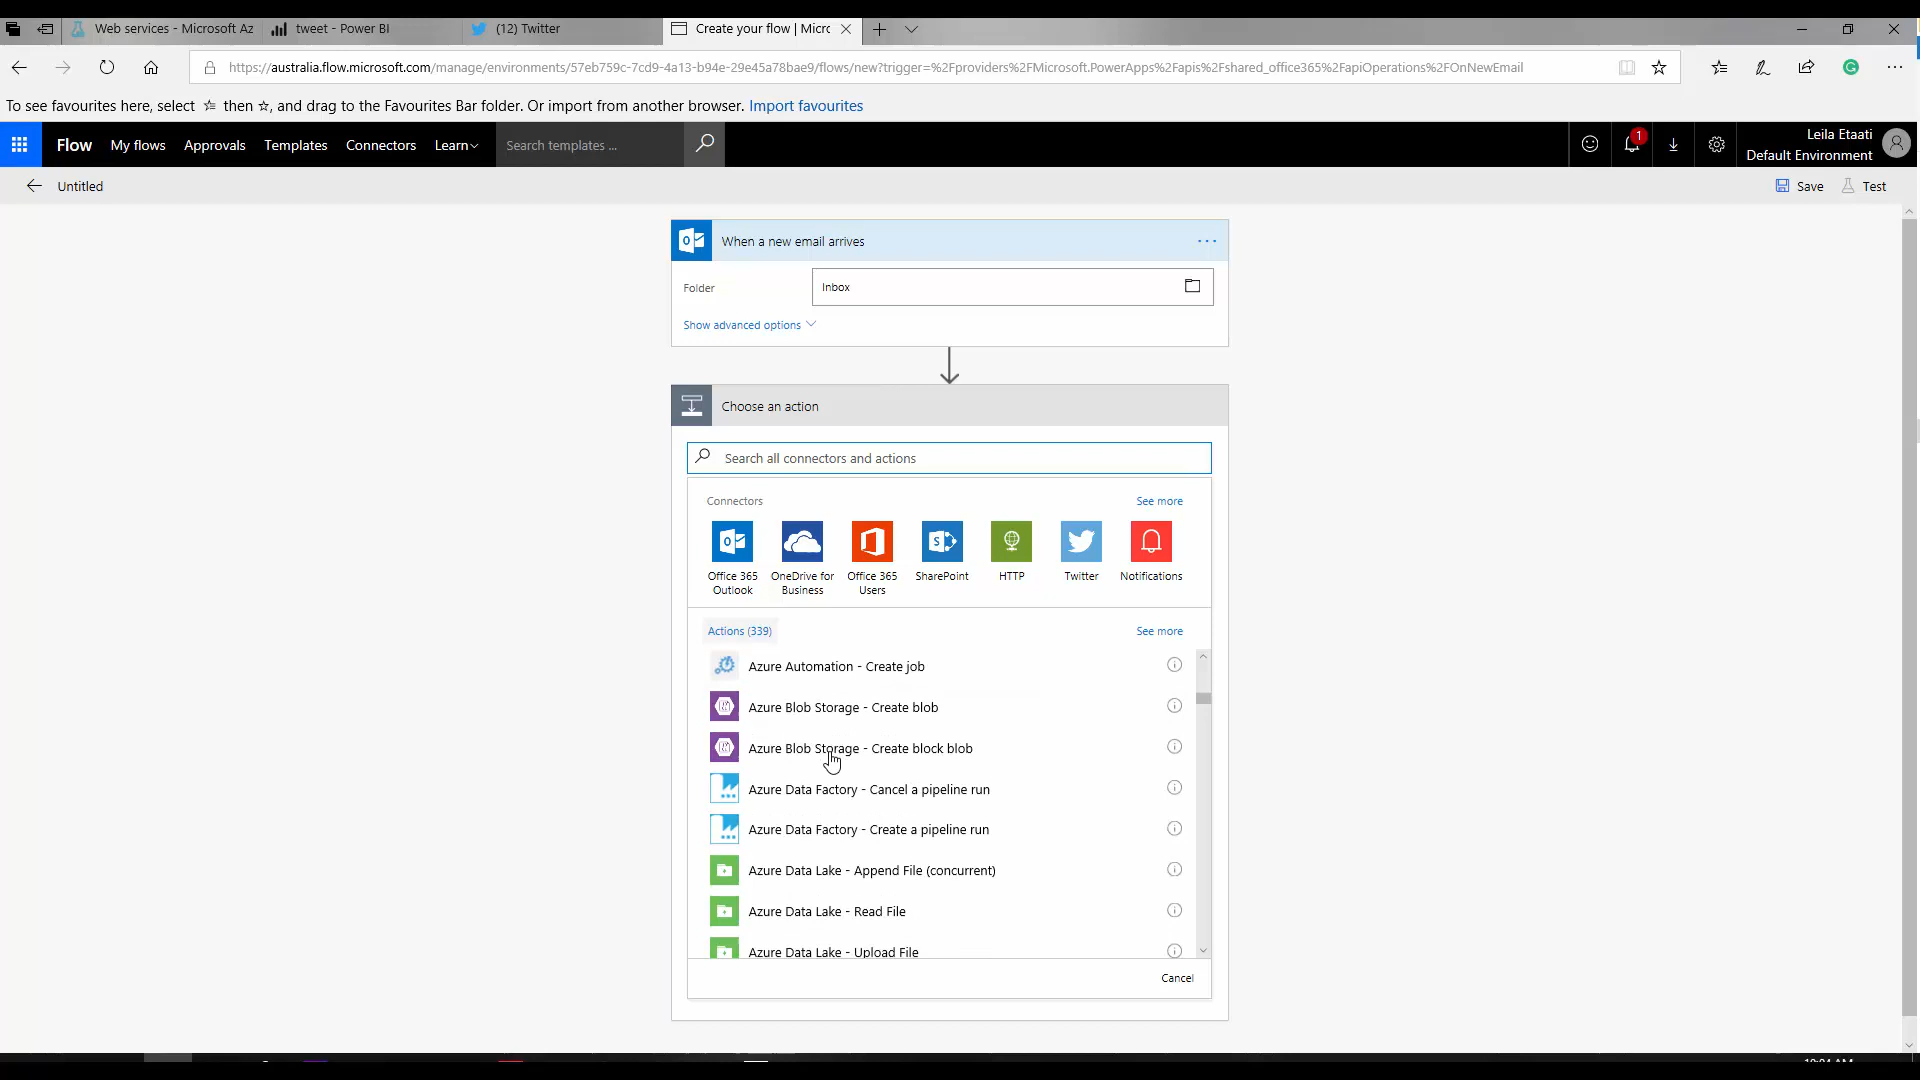 Web services - Microsoft Az
tweet - Power BI
(12) Twitter
Create your flow | Micrc
https://australia.flow.microsoft.com/manage/environments/57eb759c-7cd9-4a13-b94e-29e45a78bae9/flows/new?trigger=%2Fproviders%2FMicrosoft.PowerApps%2Fapis%2Fshared_office365%2FapiOperations%2FOnNewEmail
To see favourites here, select then ☆, and drag to the Favourites Bar folder. Or import from another browser. Import favourites
Flow
My flows
Approvals
Templates
Connectors
Learn
Search templates ...
1
Leila Etaati
Default Environment
Untitled
Save
Test
When a new email arrives
...
Folder
Inbox
Show advanced options
Choose an action
Search all connectors and actions
Connectors
See more
Office 365 Outlook
OneDrive for Business
Office 365 Users
SharePoint
HTTP
Twitter
Notifications
Actions (339)
See more
Azure Automation - Create job
Azure Blob Storage - Create blob
Azure Blob Storage - Create block blob
Azure Data Factory - Cancel a pipeline run
Azure Data Factory - Create a pipeline run
Azure Data Lake - Append File (concurrent)
Azure Data Lake - Read File
Azure Data Lake - Upload File
Cancel